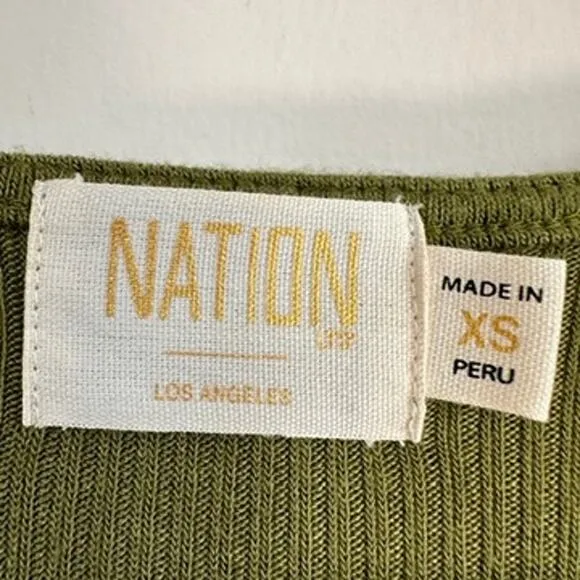 NATION
LTD
LOS ANGELES
MADE IN
XS
PERU